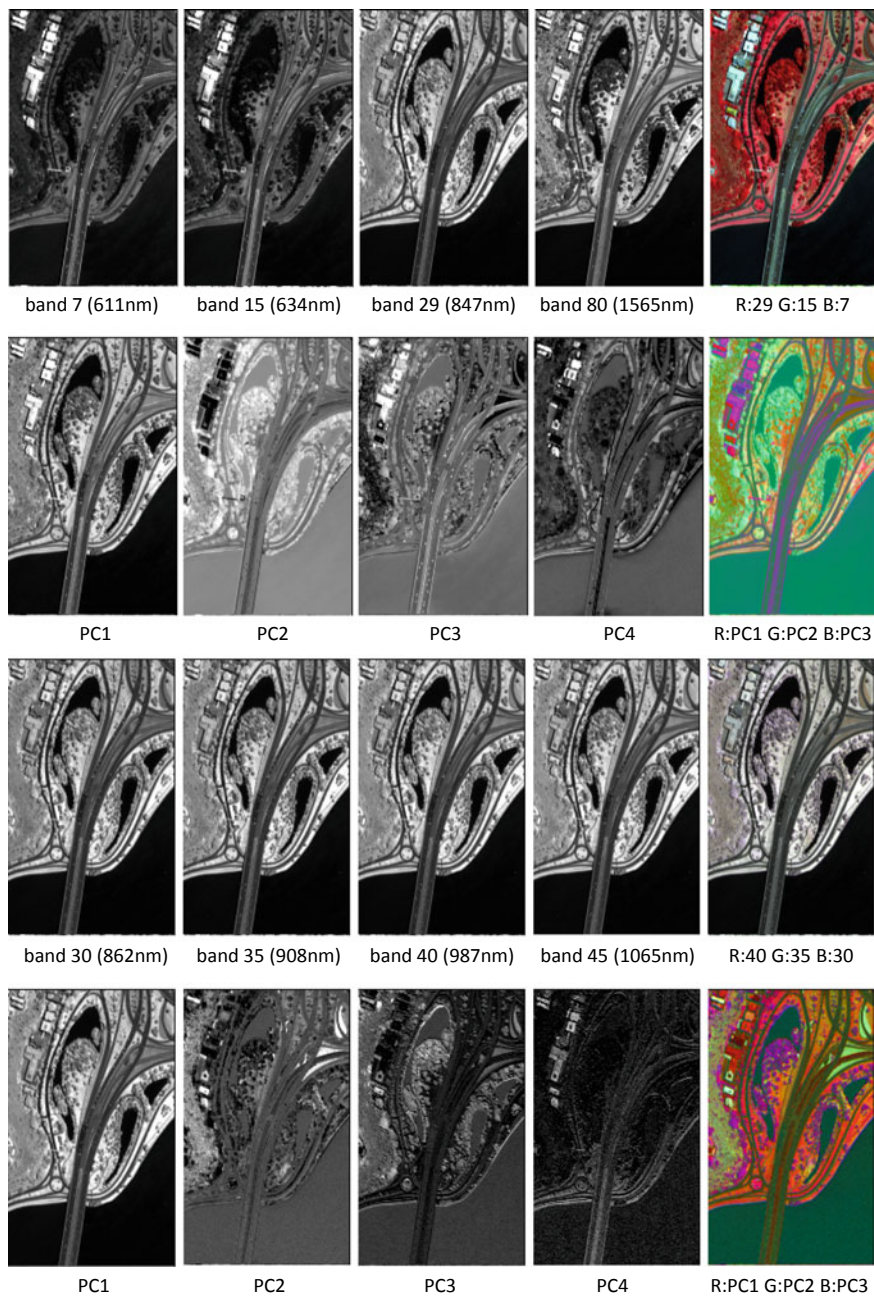 band 7 (611nm) band 15 (634nm) band 29 (847nm) band 80 (1565nm) R:29 G:15 B:7
PC1 PC2 PC3 PC4 R:PC1 G:PC2 B:PC3
band 30 (862nm) band 35 (908nm) band 40 (987nm) band 45 (1065nm) R:40 G:35 B:30
PC1 PC2 PC3 PC4 R:PC1 G:PC2 B:PC3